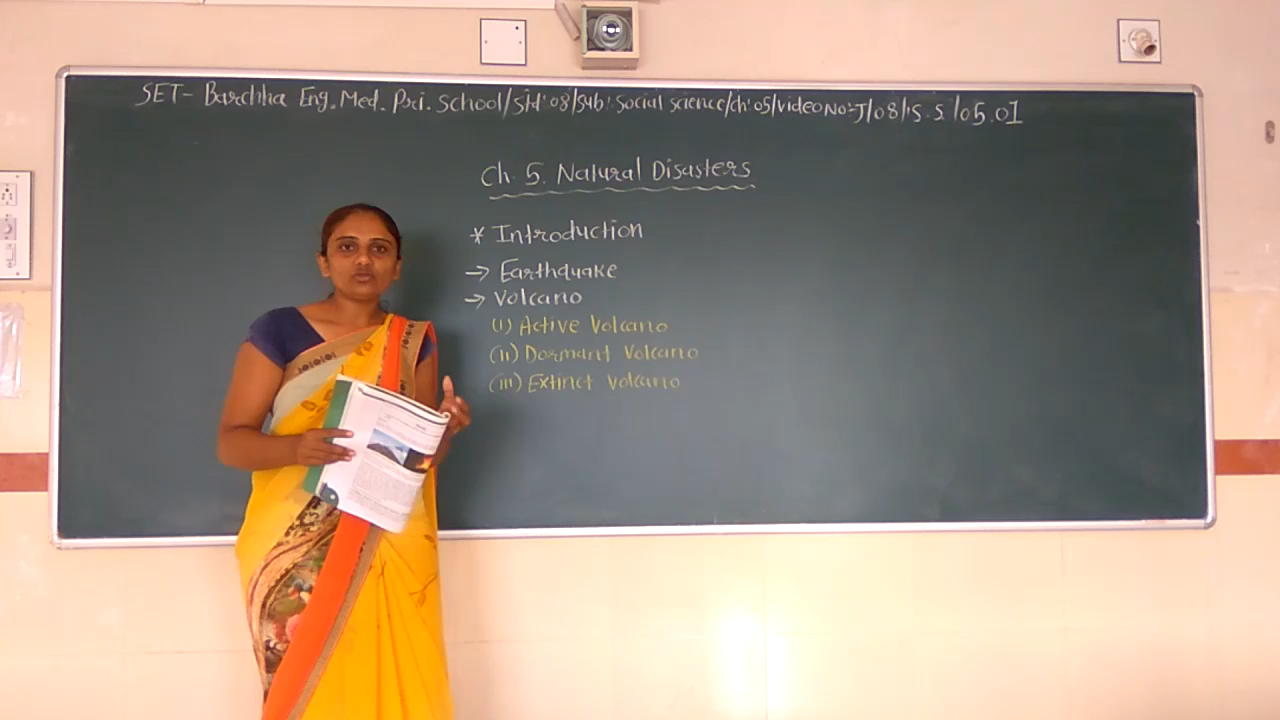 SET- Barchha Eng. Med. Pri. School/Std:08/Sub: Social science/ch:05/Video No:-J/08/S.S/05.01
Ch. 5. Natural Disasters
* Introduction
→ Earthquake
→ Volcano
(i) Active Volcano
(ii) Dormant Volcano
(iii) Extinct Volcano